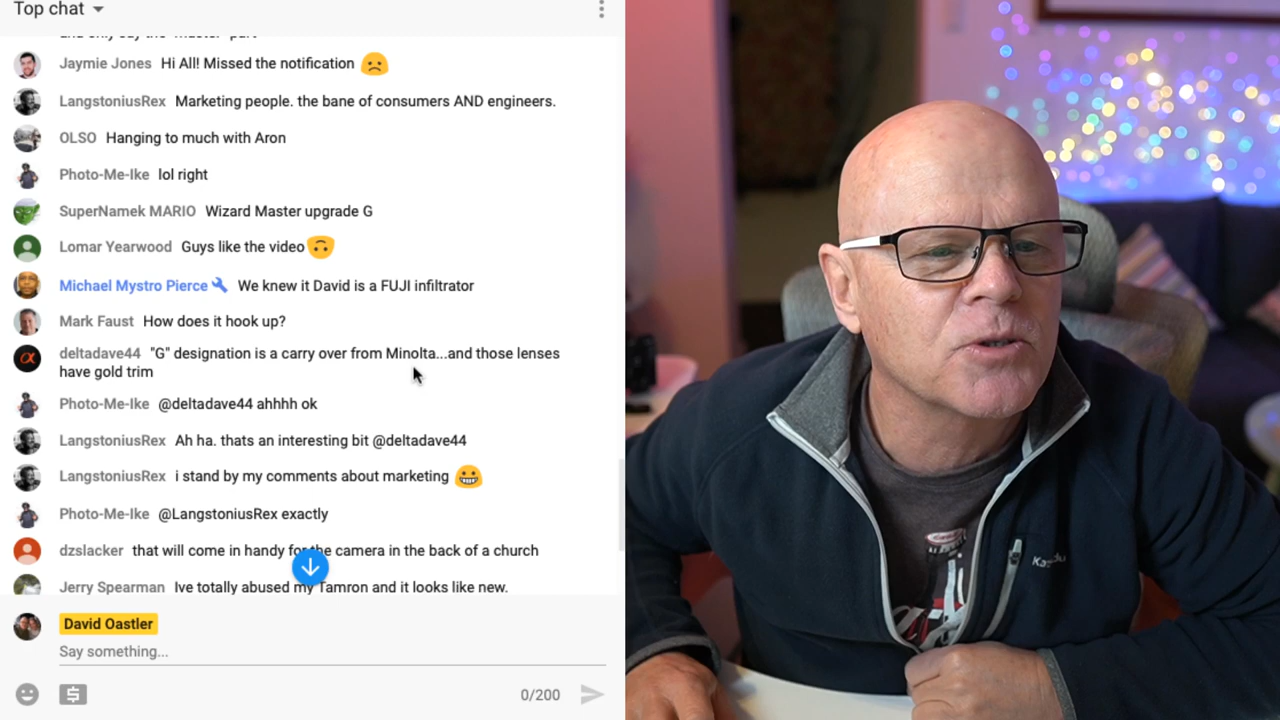 Top chat
and only say the "master" part
Jaymie Jones Hi All! Missed the notification
LangstoniusRex Marketing people. the bane of consumers AND engineers.
OLSO Hanging to much with Aron
Photo-Me-Ike lol right
SuperNamek MARIO Wizard Master upgrade G
Lomar Yearwood Guys like the video
Michael Mystro Pierce We knew it David is a FUJI infiltrator
Mark Faust How does it hook up?
deltadave44 "G" designation is a carry over from Minolta...and those lenses
have gold trim
Photo-Me-Ike @deltadave44 ahhhh ok
LangstoniusRex Ah ha. thats an interesting bit @deltadave44
LangstoniusRex i stand by my comments about marketing
Photo-Me-Ike @LangstoniusRex exactly
dzslacker that will come in handy for the camera in the back of a church
Jerry Spearman Ive totally abused my Tamron and it looks like new.
David Oastler
Say something...
0/200